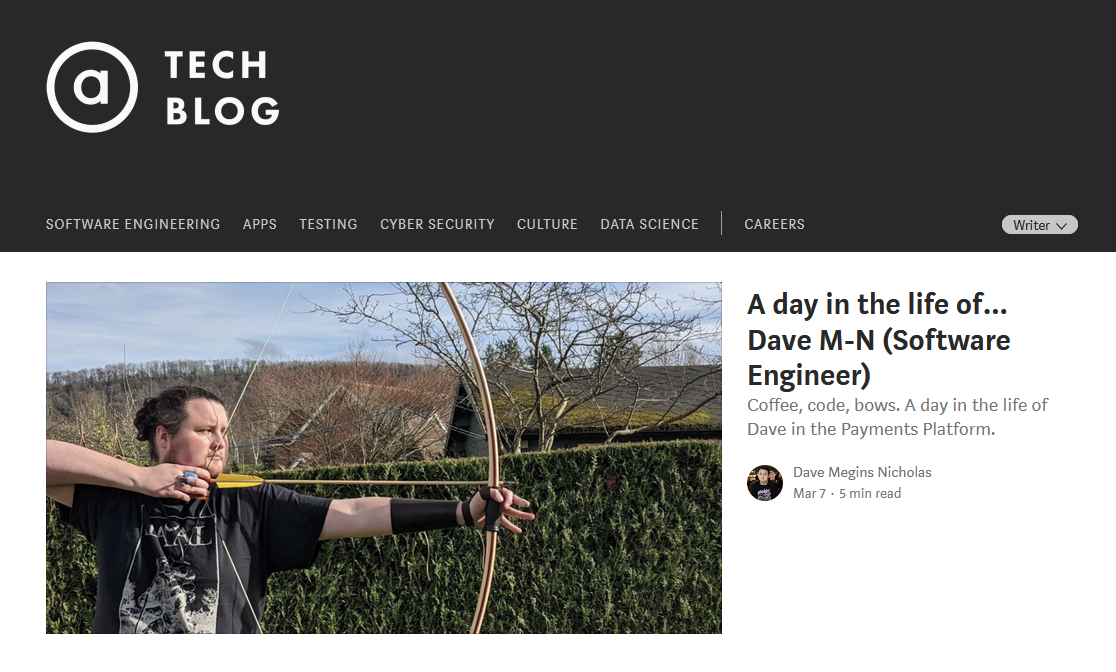 a
TECH
BLOG
SOFTWARE ENGINEERING APPS TESTING CYBER SECURITY CULTURE DATA SCIENCE CAREERS Writer
A day in the life of…
Dave M-N (Software
Engineer)
Coffee, code, bows. A day in the life of
Dave in the Payments Platform.
Dave Megins Nicholas
Mar 7 · 5 min read